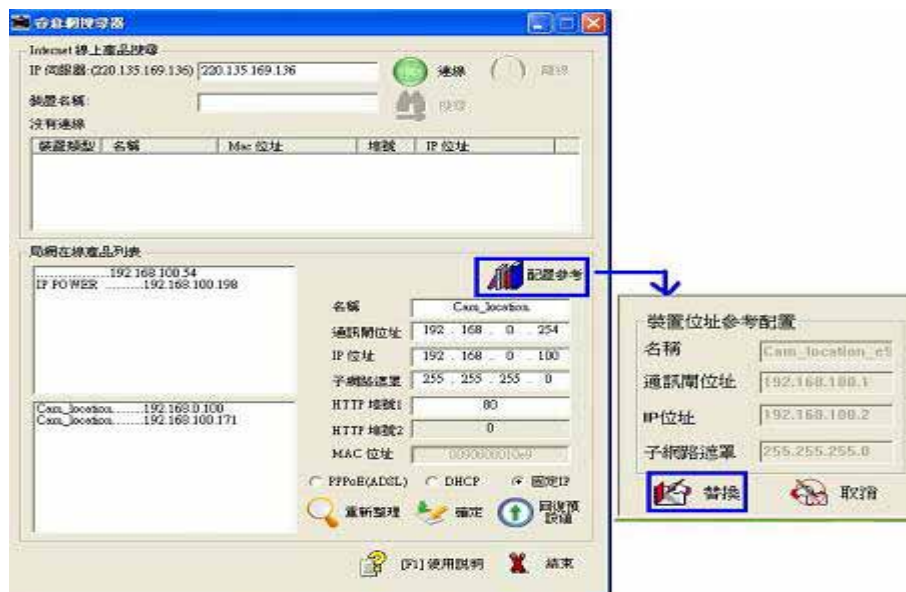 Internet 線上產品搜尋
IP 伺服器:(220.135.169.136) 220.135.169.136 連線 離線
裝置名稱: 搜尋
沒有連線
裝置類型 名稱 Mac 位址 埠號 IP 位址
局網在線產品列表
...............192.168.100.54
IP POWER .........192.168.100.198
配置參考
名稱 Cam_location
通訊閘位址 192 . 168 . 0 . 254
IP 位址 192 . 168 . 0 . 100
子網路遮罩 255 . 255 . 255 . 0
HTTP 埠號1 80
HTTP 埠號2 0
MAC 位址
Cam_location.......192.168.0.100
Cam_location.......192.168.100.171
PPPoE(ADSL) DHCP 固定IP
重新整理 確定 回復預設值
[F1] 使用說明 結束
裝置位址參考配置
名稱 Cam_location_e9
通訊閘位址 192.168.100.1
IP位址 192.168.100.2
子網路遮罩 255.255.255.0
替換 取消